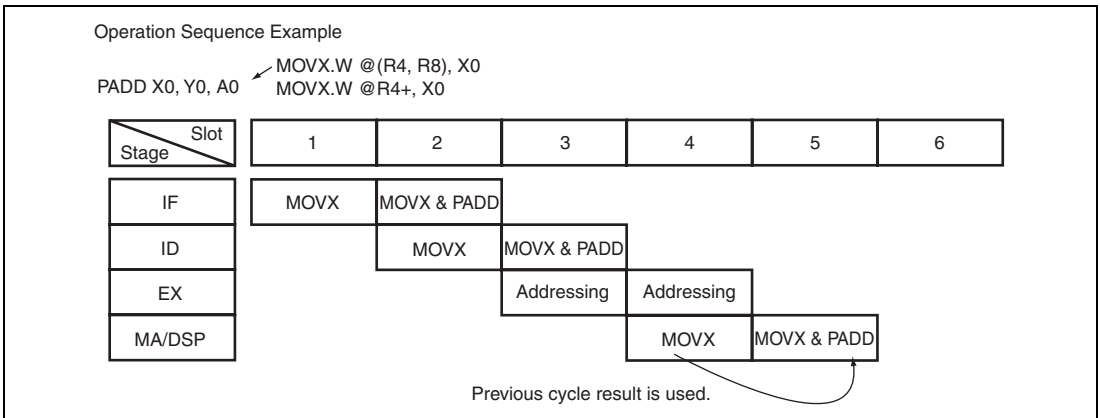 Operation Sequence Example
MOVX.W @(R4, R8), X0
PADD X0, Y0, A0 MOVX.W @R4+, X0
Slot
Stage
1 2 3 4 5 6
IF MOVX MOVX & PADD
ID MOVX MOVX & PADD
EX Addressing Addressing
MA/DSP MOVX MOVX & PADD
Previous cycle result is used.